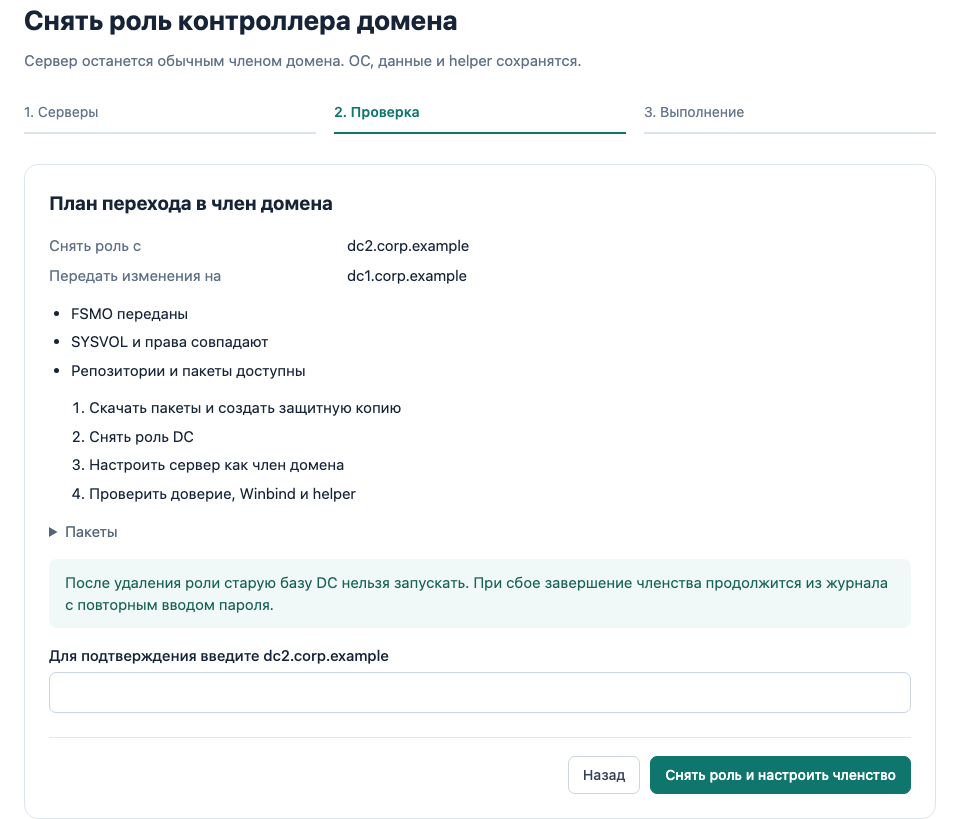 Снять роль контроллера домена
Сервер останется обычным членом домена. ОС, данные и helper сохранятся.
1. Серверы
2. Проверка
3. Выполнение
План перехода в член домена
Снять роль с dc2.corp.example
Передать изменения на dc1.corp.example
• FSMO переданы
• SYSVOL и права совпадают
• Репозитории и пакеты доступны
1. Скачать пакеты и создать защитную копию
2. Снять роль DC
3. Настроить сервер как член домена
4. Проверить доверие, Winbind и helper
Пакеты
После удаления роли старую базу DC нельзя запускать. При сбое завершение членства продолжится из журнала
с повторным вводом пароля.
Для подтверждения введите dc2.corp.example
Назад
Снять роль и настроить членство